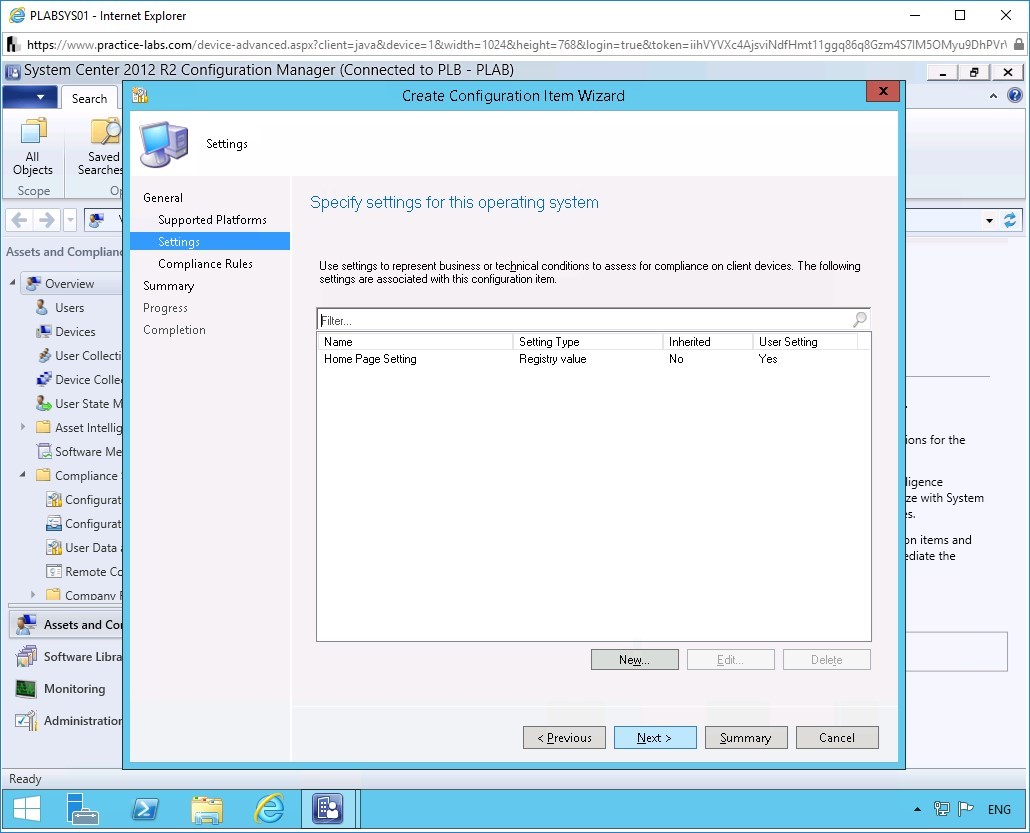 PLABSYS01 - Internet Explorer
https://www.practice-labs.com/device-advanced.aspx?client=java&device=1&width=1024&height=768&login=true&token=
System Center 2012 R2 Configuration Manager (Connected to PLB - PLAB)
Create Configuration Item Wizard
Search
All
Objects
Saved
Searches
Scope
Op
Assets and Complianc
Overview
Users
Devices
User Collecti
Device Colle
User State M
Asset Intellig
Software Me
Compliance
Configurat
Configurat
User Data a
Remote Co
Company
Assets and Co
Software Libra
Monitoring
Administration
Settings
General
Supported Platforms
Settings
Compliance Rules
Summary
Progress
Completion
Specify settings for this operating system
Use settings to represent business or technical conditions to assess for compliance on client devices. The following
settings are associated with this configuration item.
Filter...
Name Setting Type Inherited User Setting
Home Page Setting Registry value No Yes
New... Edit... Delete
< Previous Next > Summary Cancel
ions for the
lligence
ze with System
es.
on items and
ediate the
Ready
ENG